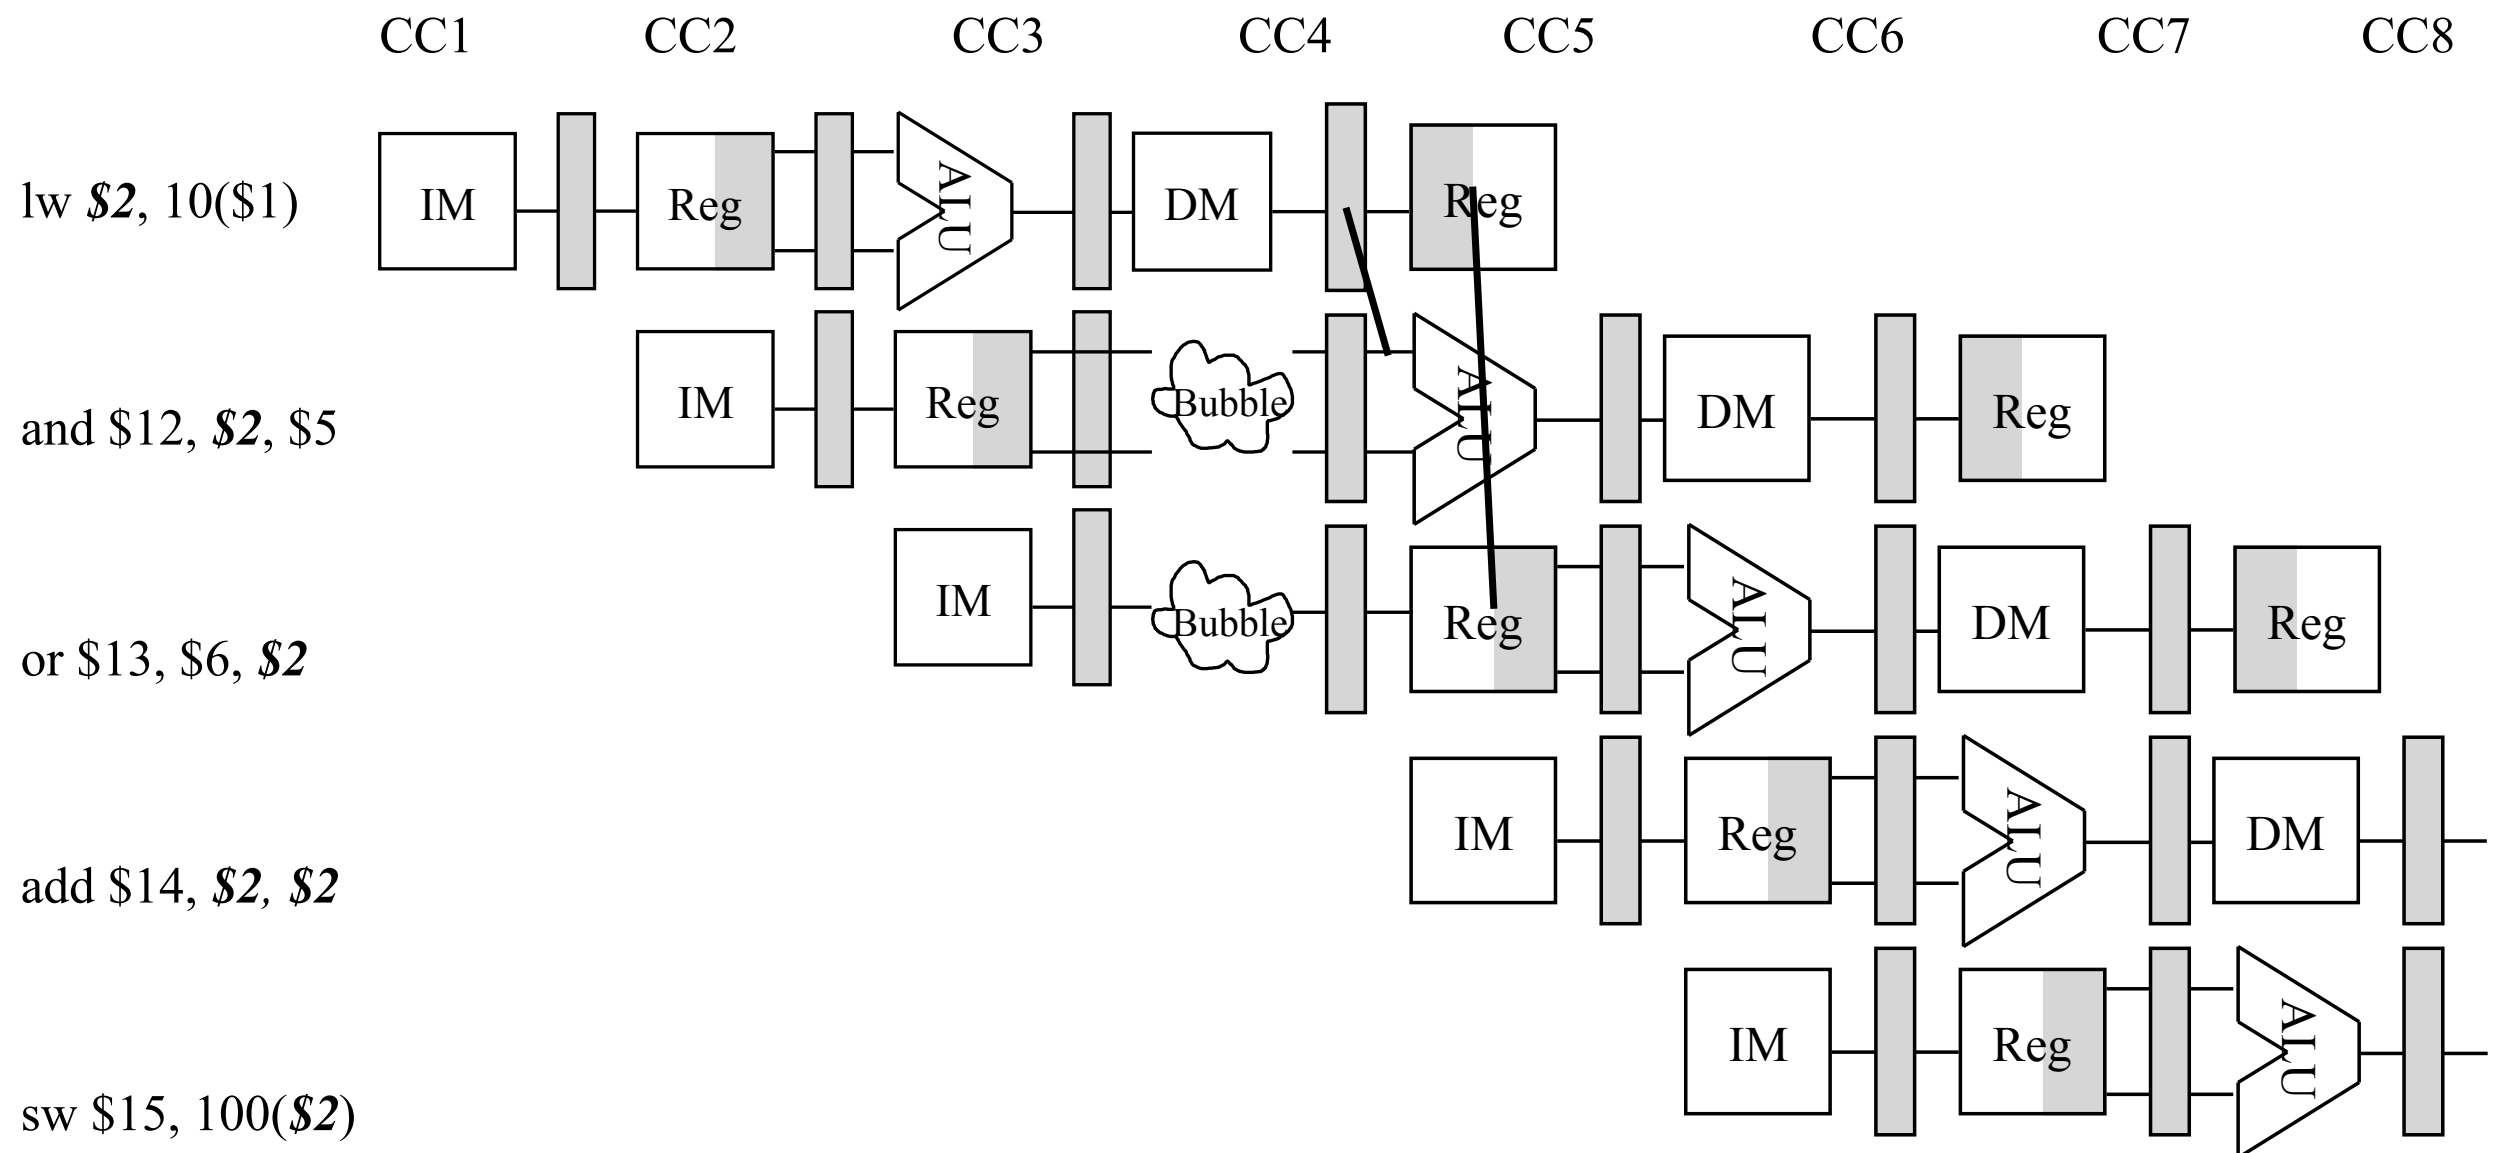 CC1 CC2 CC3 CC4 CC5 CC6 CC7 CC8
lw $2, 10($1) IM Reg ALU DM Reg
and $12, $2, $5 IM Reg Bubble ALU DM Reg
or $13, $6, $2 IM Bubble Reg ALU DM Reg
add $14, $2, $2 IM Reg ALU DM
sw $15, 100($2) IM Reg ALU